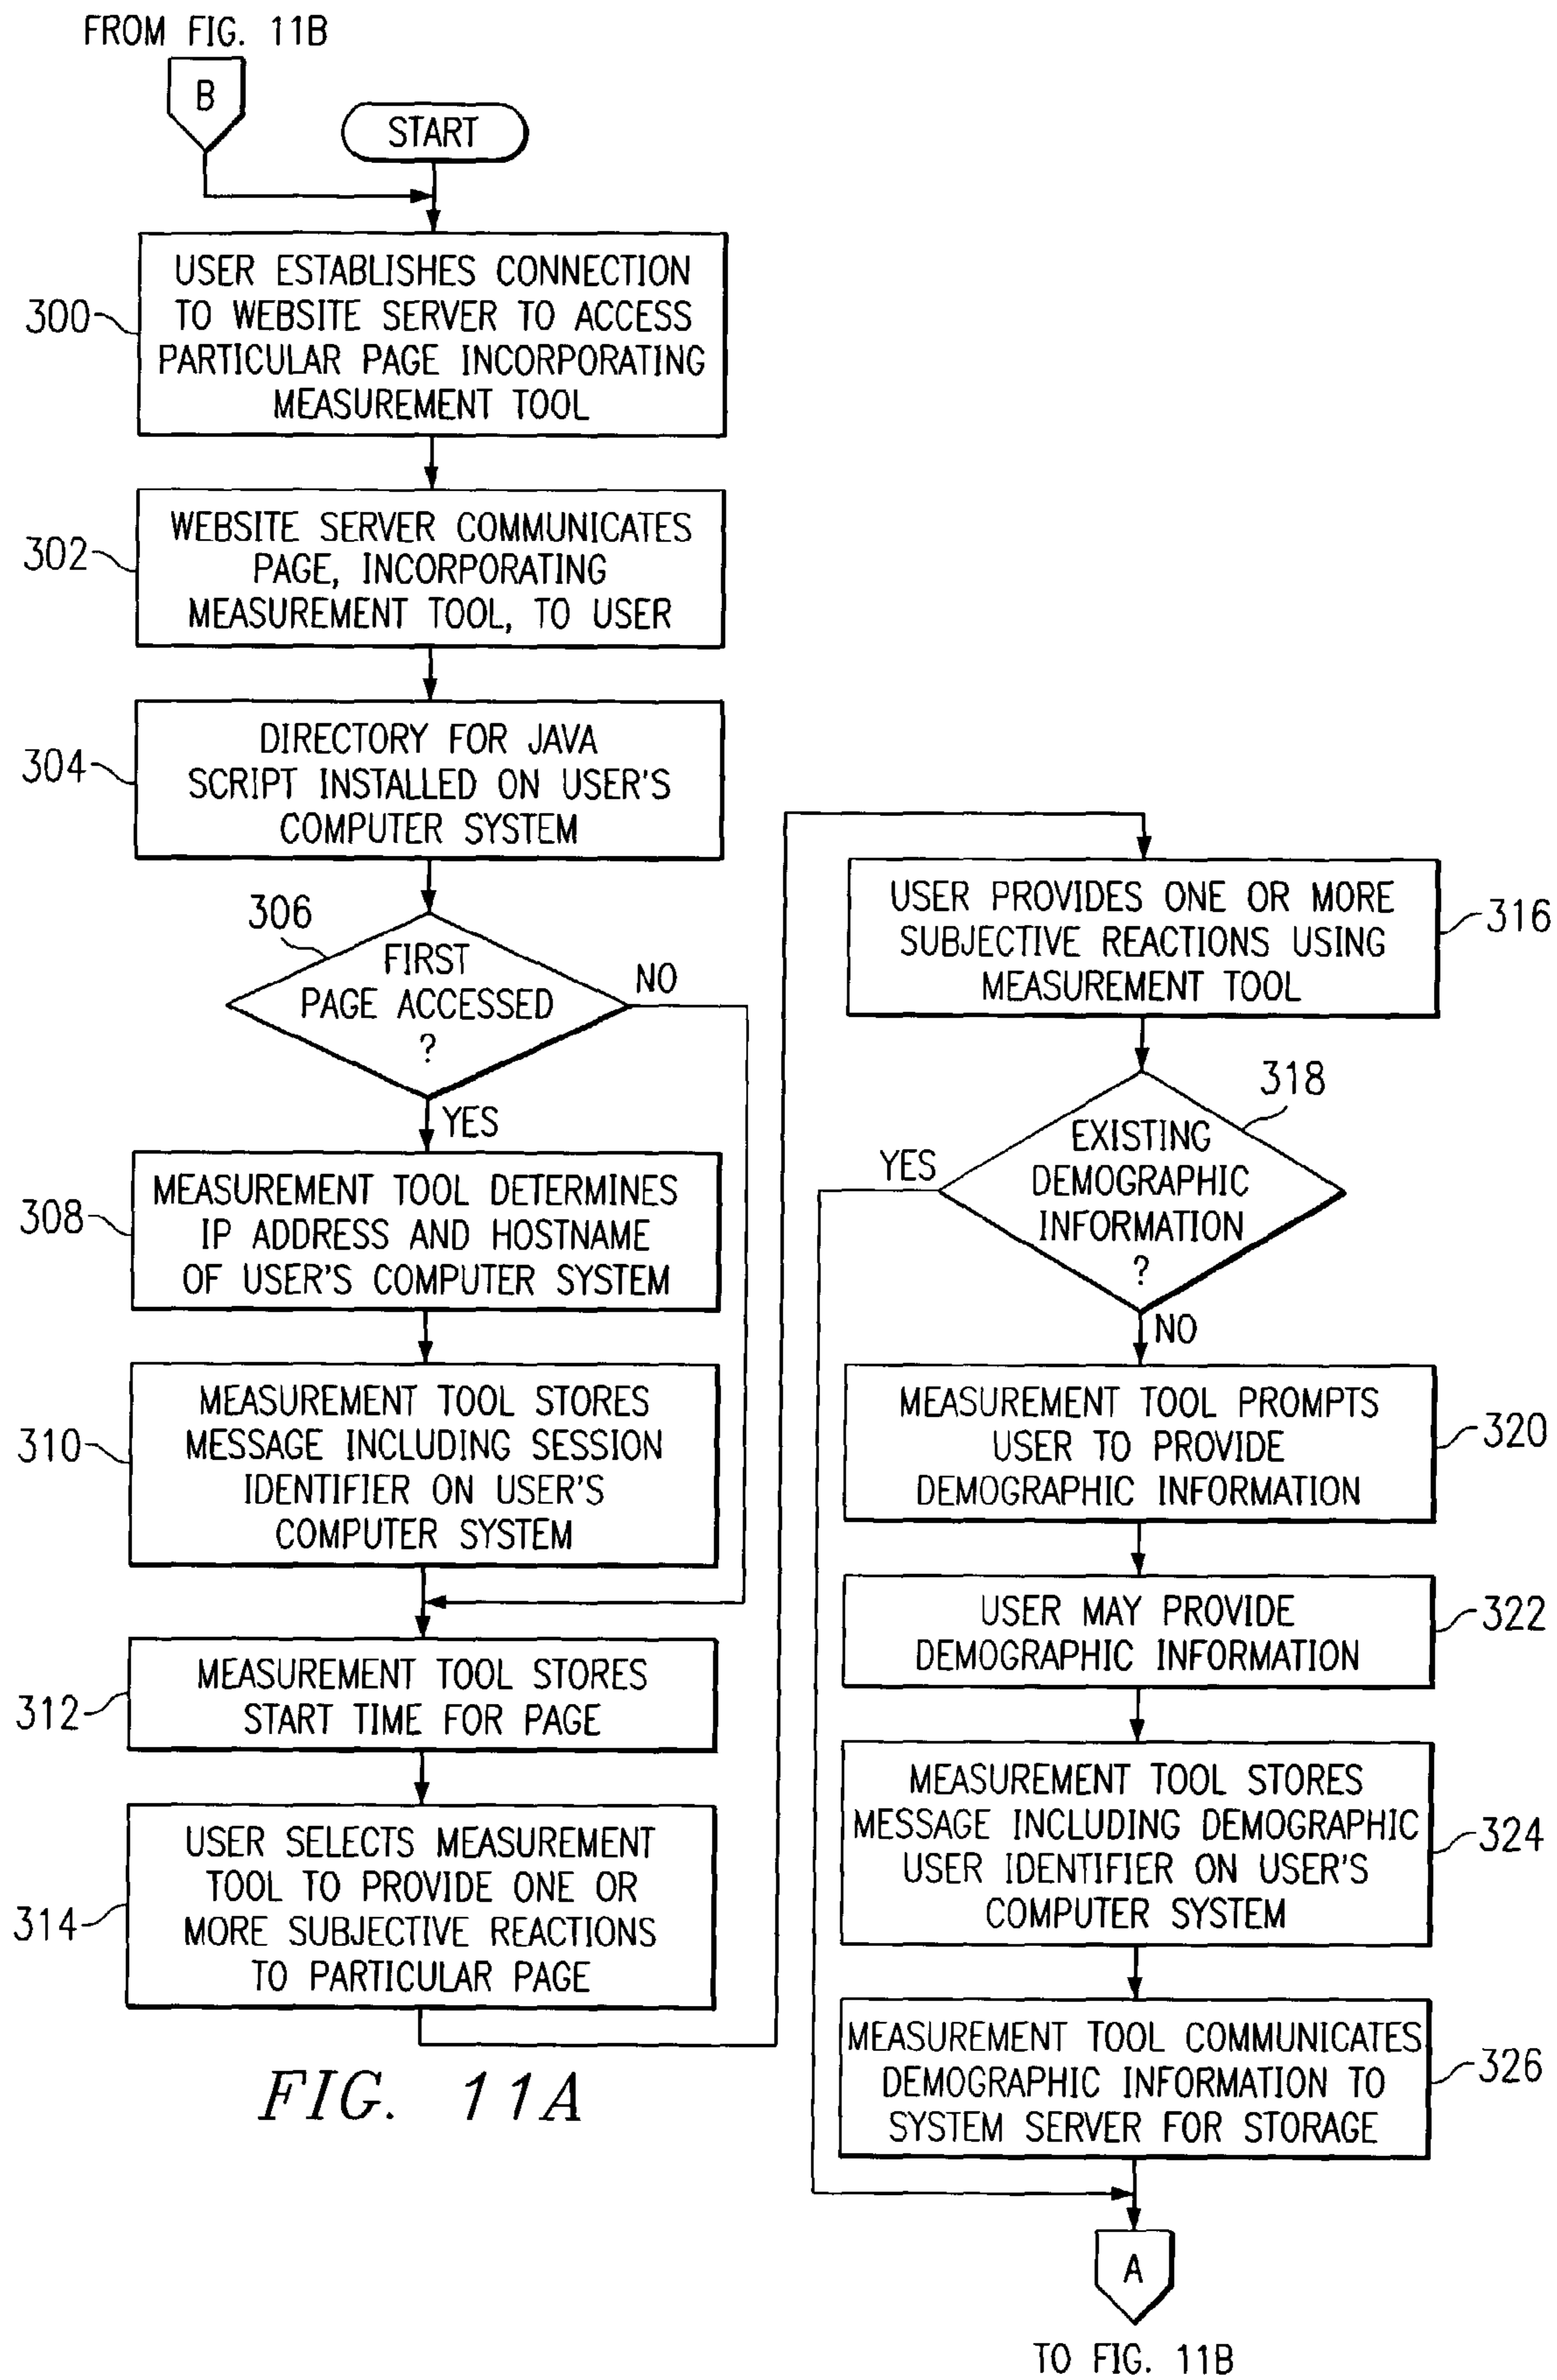 FROM FIG. 11B
B
START
300
USER ESTABLISHES CONNECTION
TO WEBSITE SERVER TO ACCESS
PARTICULAR PAGE INCORPORATING
MEASUREMENT TOOL
302
WEBSITE SERVER COMMUNICATES
PAGE, INCORPORATING
MEASUREMENT TOOL, TO USER
304
DIRECTORY FOR JAVA
SCRIPT INSTALLED ON USER'S
COMPUTER SYSTEM
306
FIRST
PAGE ACCESSED
?
NO
YES
308
MEASUREMENT TOOL DETERMINES
IP ADDRESS AND HOSTNAME
OF USER'S COMPUTER SYSTEM
310
MEASUREMENT TOOL STORES
MESSAGE INCLUDING SESSION
IDENTIFIER ON USER'S
COMPUTER SYSTEM
312
MEASUREMENT TOOL STORES
START TIME FOR PAGE
314
USER SELECTS MEASUREMENT
TOOL TO PROVIDE ONE OR
MORE SUBJECTIVE REACTIONS
TO PARTICULAR PAGE
FIG. 11A
USER PROVIDES ONE OR MORE
SUBJECTIVE REACTIONS USING
MEASUREMENT TOOL
316
318
EXISTING
DEMOGRAPHIC
INFORMATION
?
YES
NO
MEASUREMENT TOOL PROMPTS
USER TO PROVIDE
DEMOGRAPHIC INFORMATION
320
USER MAY PROVIDE
DEMOGRAPHIC INFORMATION
322
MEASUREMENT TOOL STORES
MESSAGE INCLUDING DEMOGRAPHIC
USER IDENTIFIER ON USER'S
COMPUTER SYSTEM
324
MEASUREMENT TOOL COMMUNICATES
DEMOGRAPHIC INFORMATION TO
SYSTEM SERVER FOR STORAGE
326
A
TO FIG. 11B